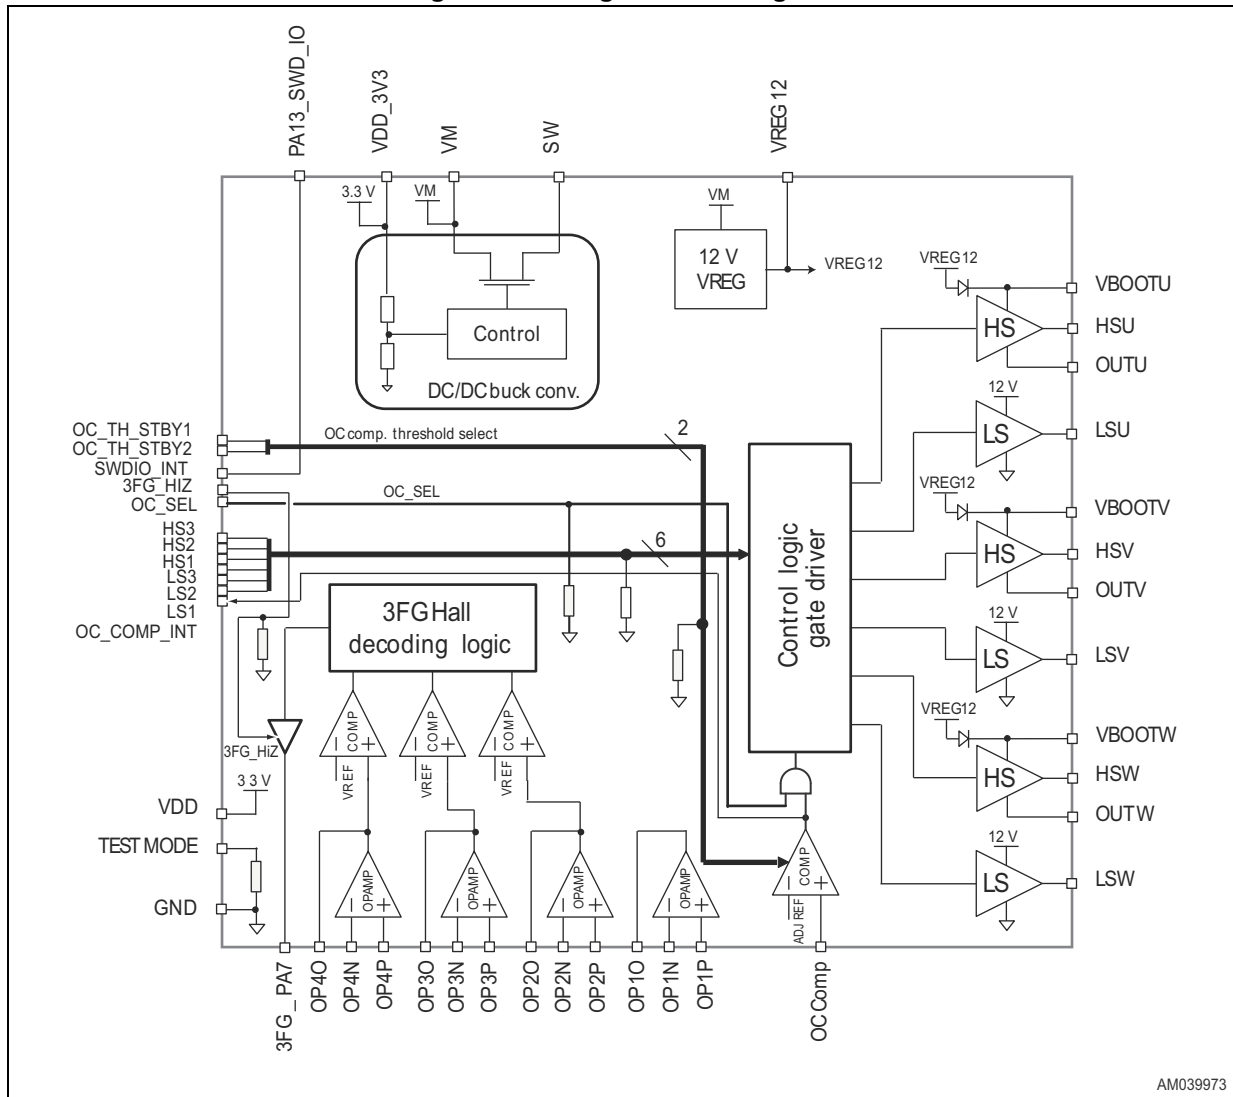 PA13_SWD_IO
VDD_3V3
VM
SW
VREG12
3.3 V
VM
VM
12 V
VREG
VREG12
Control
DC/DC buck conv.
VREG12
VBOOTU
HS
HSU
OUTU
12 V
LS
LSU
OC_TH_STBY1
OC_TH_STBY2
SWDIO_INT
3FG_HIZ
OC_SEL
HS3
HS2
HS1
LS3
LS2
LS1
OC_COMP_INT
OC comp. threshold select
2
OC_SEL
6
Control logic
gate driver
VREG12
VBOOTV
HS
HSV
OUTV
12 V
LS
LSV
VREG12
VBOOTW
HS
HSW
OUTW
12 V
LS
LSW
3FG Hall
decoding logic
COMP
− +
COMP
− +
COMP
− +
VREF
VREF
VREF
3FG_HiZ
3 3 V
VDD
TEST MODE
GND
OPAMP
− +
OPAMP
− +
OPAMP
− +
OPAMP
− +
COMP
− +
ADJ REF
3FG_PA7
OP4O
OP4N
OP4P
OP3O
OP3N
OP3P
OP2O
OP2N
OP2P
OP1O
OP1N
OP1P
OC Comp
AM039973